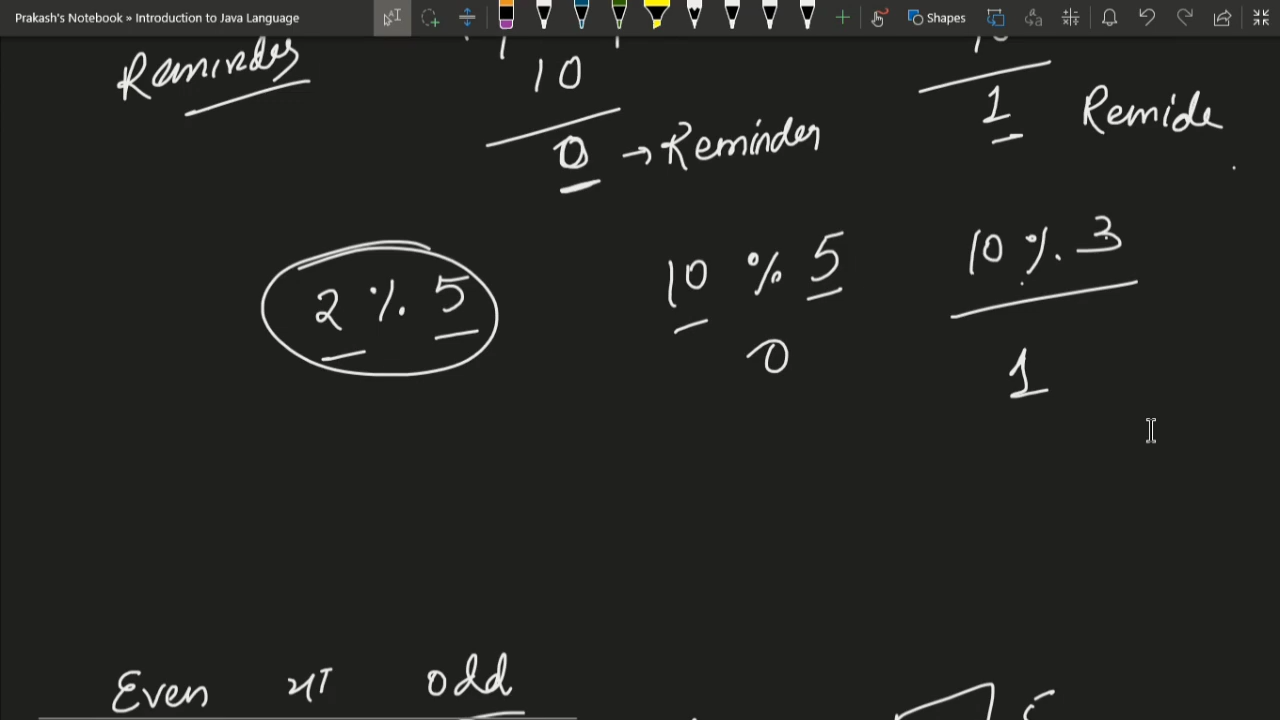 Prakash's Notebook » Introduction to Java Language
Shapes
Reminder
10
10
0 → Reminder
1 Remide
2 % 5
10 % 5
10 % 3
0
1
Even या odd